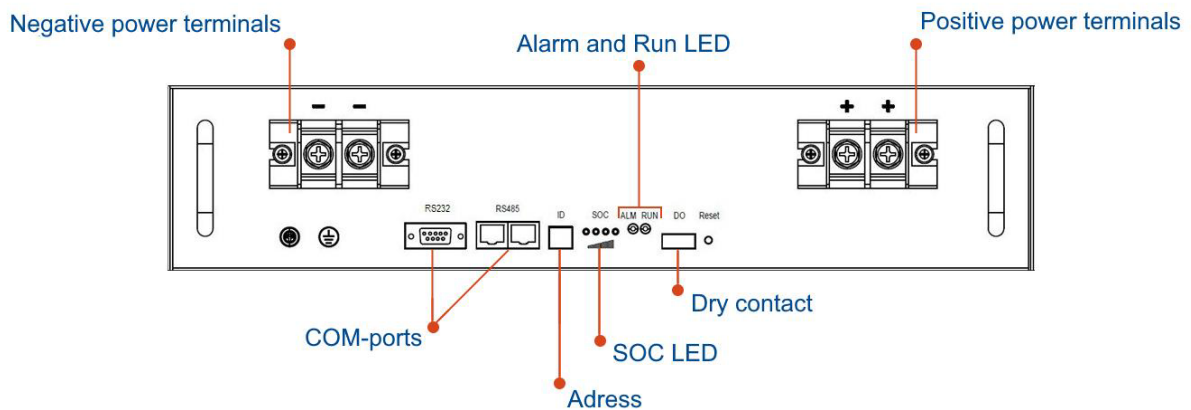 Negative power terminals
Positive power terminals
Alarm and Run LED
- -
+ +
RS232
RS485
ID
SOC
ALM RUN
DO
Reset
Dry contact
COM-ports
SOC LED
Adress